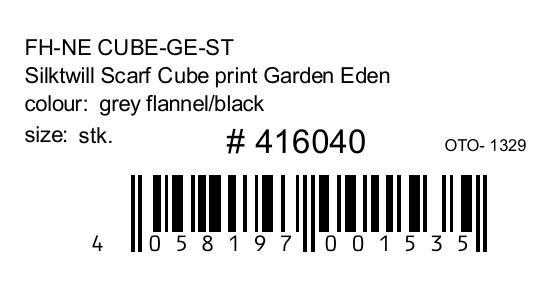 FH-NE CUBE-GE-ST
Silktwill Scarf Cube print Garden Eden
colour: grey flannel/black
size: stk.
# 416040
OTO- 1329
4 058197 001535